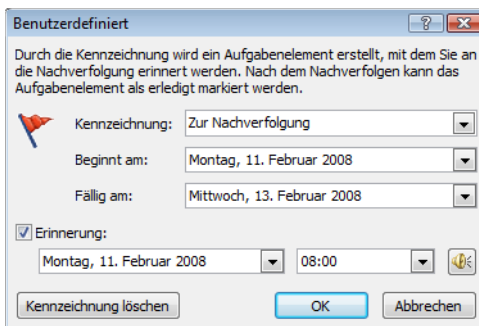 Benutzerdefiniert
Durch die Kennzeichnung wird ein Aufgabenelement erstellt, mit dem Sie an
die Nachverfolgung erinnert werden. Nach dem Nachverfolgen kann das
Aufgabenelement als erledigt markiert werden.
Kennzeichnung: Zur Nachverfolgung
Beginnt am: Montag, 11. Februar 2008
Fällig am: Mittwoch, 13. Februar 2008
Erinnerung:
Montag, 11. Februar 2008 08:00
Kennzeichnung löschen OK Abbrechen